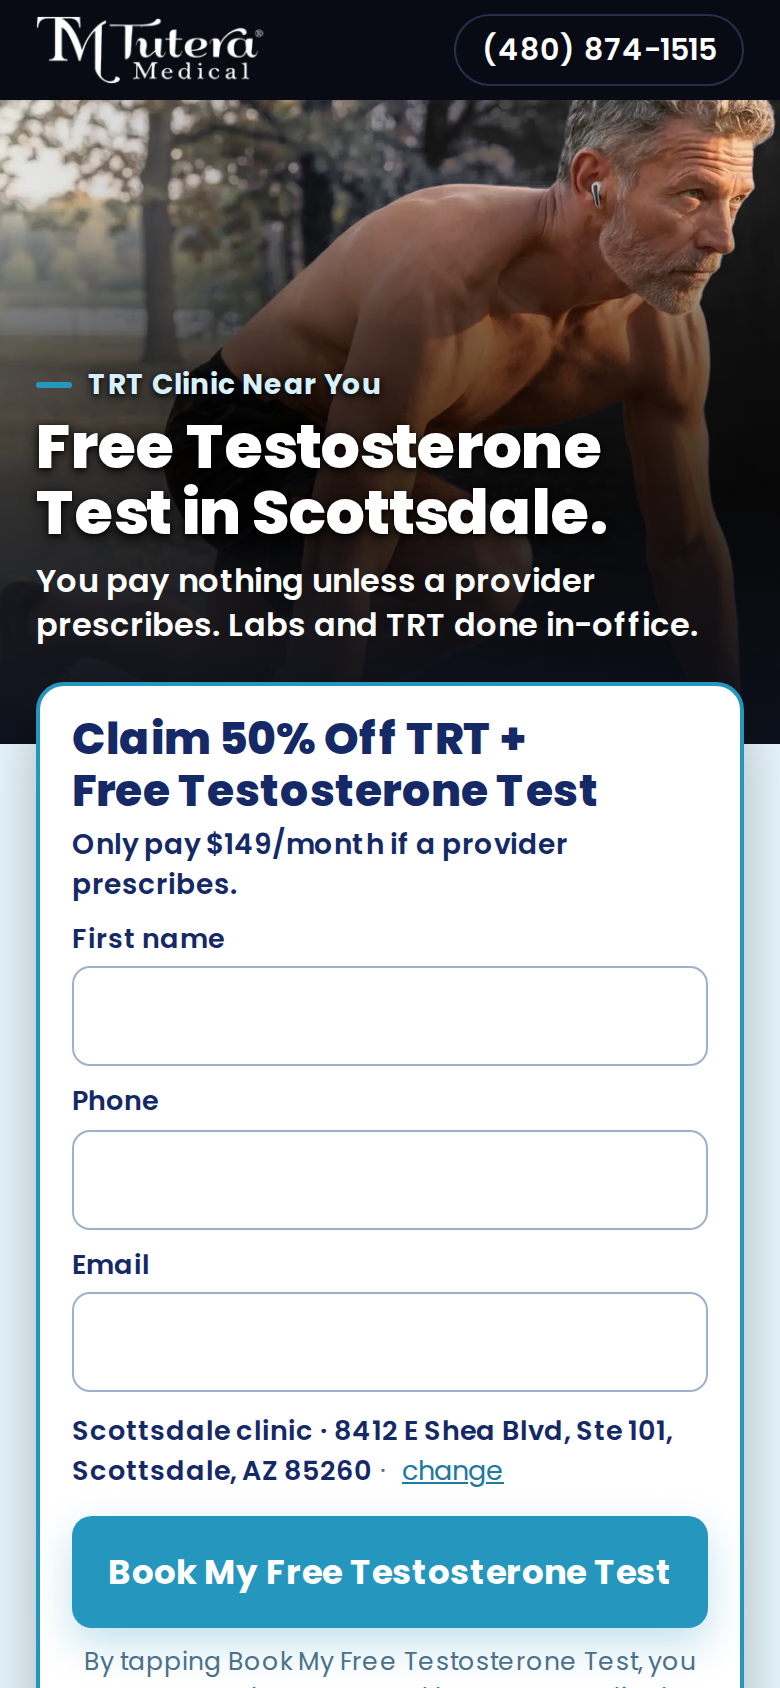 TM Tutera®
Medical
(480) 874-1515
TRT Clinic Near You
Free Testosterone
Test in Scottsdale.
You pay nothing unless a provider
prescribes. Labs and TRT done in-office.
Claim 50% Off TRT +
Free Testosterone Test
Only pay $149/month if a provider
prescribes.
First name
Phone
Email
Scottsdale clinic · 8412 E Shea Blvd, Ste 101,
Scottsdale, AZ 85260 · change
Book My Free Testosterone Test
By tapping Book My Free Testosterone Test, you